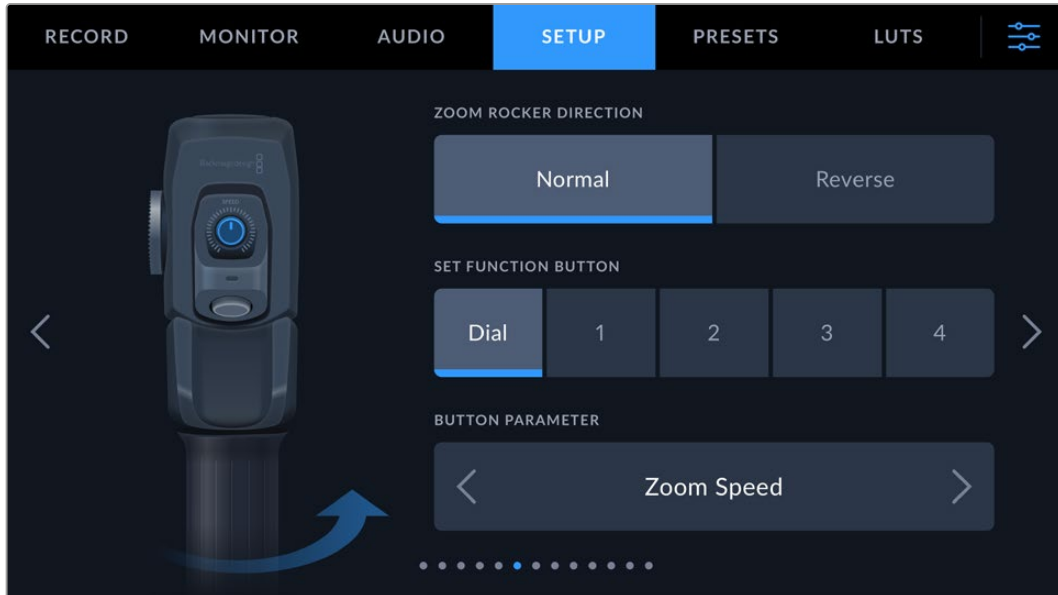 RECORD MONITOR AUDIO SETUP PRESETS LUTS
ZOOM ROCKER DIRECTION
Normal Reverse
SET FUNCTION BUTTON
Dial 1 2 3 4
BUTTON PARAMETER
Zoom Speed
SPEED